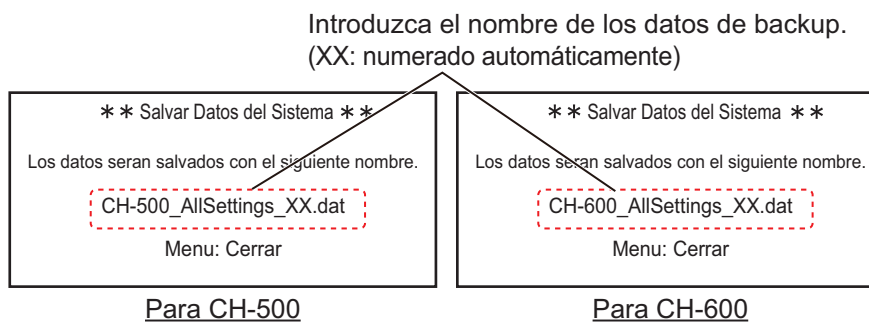 Introduzca el nombre de los datos de backup.
(XX: numerado automáticamente)
** Salvar Datos del Sistema **
Los datos seran salvados con el siguiente nombre.
CH-500_AllSettings_XX.dat
Menu: Cerrar
Para CH-500
** Salvar Datos del Sistema **
Los datos seran salvados con el siguiente nombre.
CH-600_AllSettings_XX.dat
Menu: Cerrar
Para CH-600